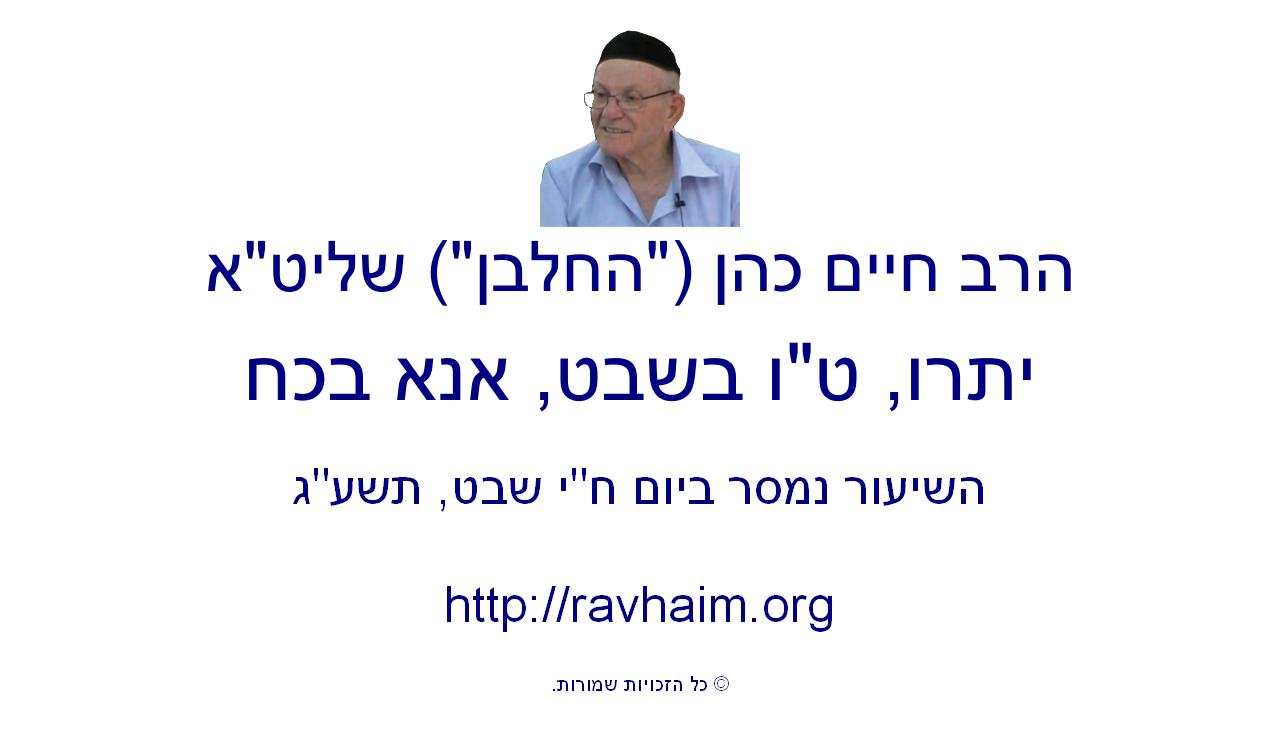 הרב חיים כהן ("החלבן") שליט"א
יתרו, ט"ו בשבט, אנא בכח
השיעור נמסר ביום ח"י שבט, תשע"ג
http://ravhaim.org
© כל הזכויות שמורות.